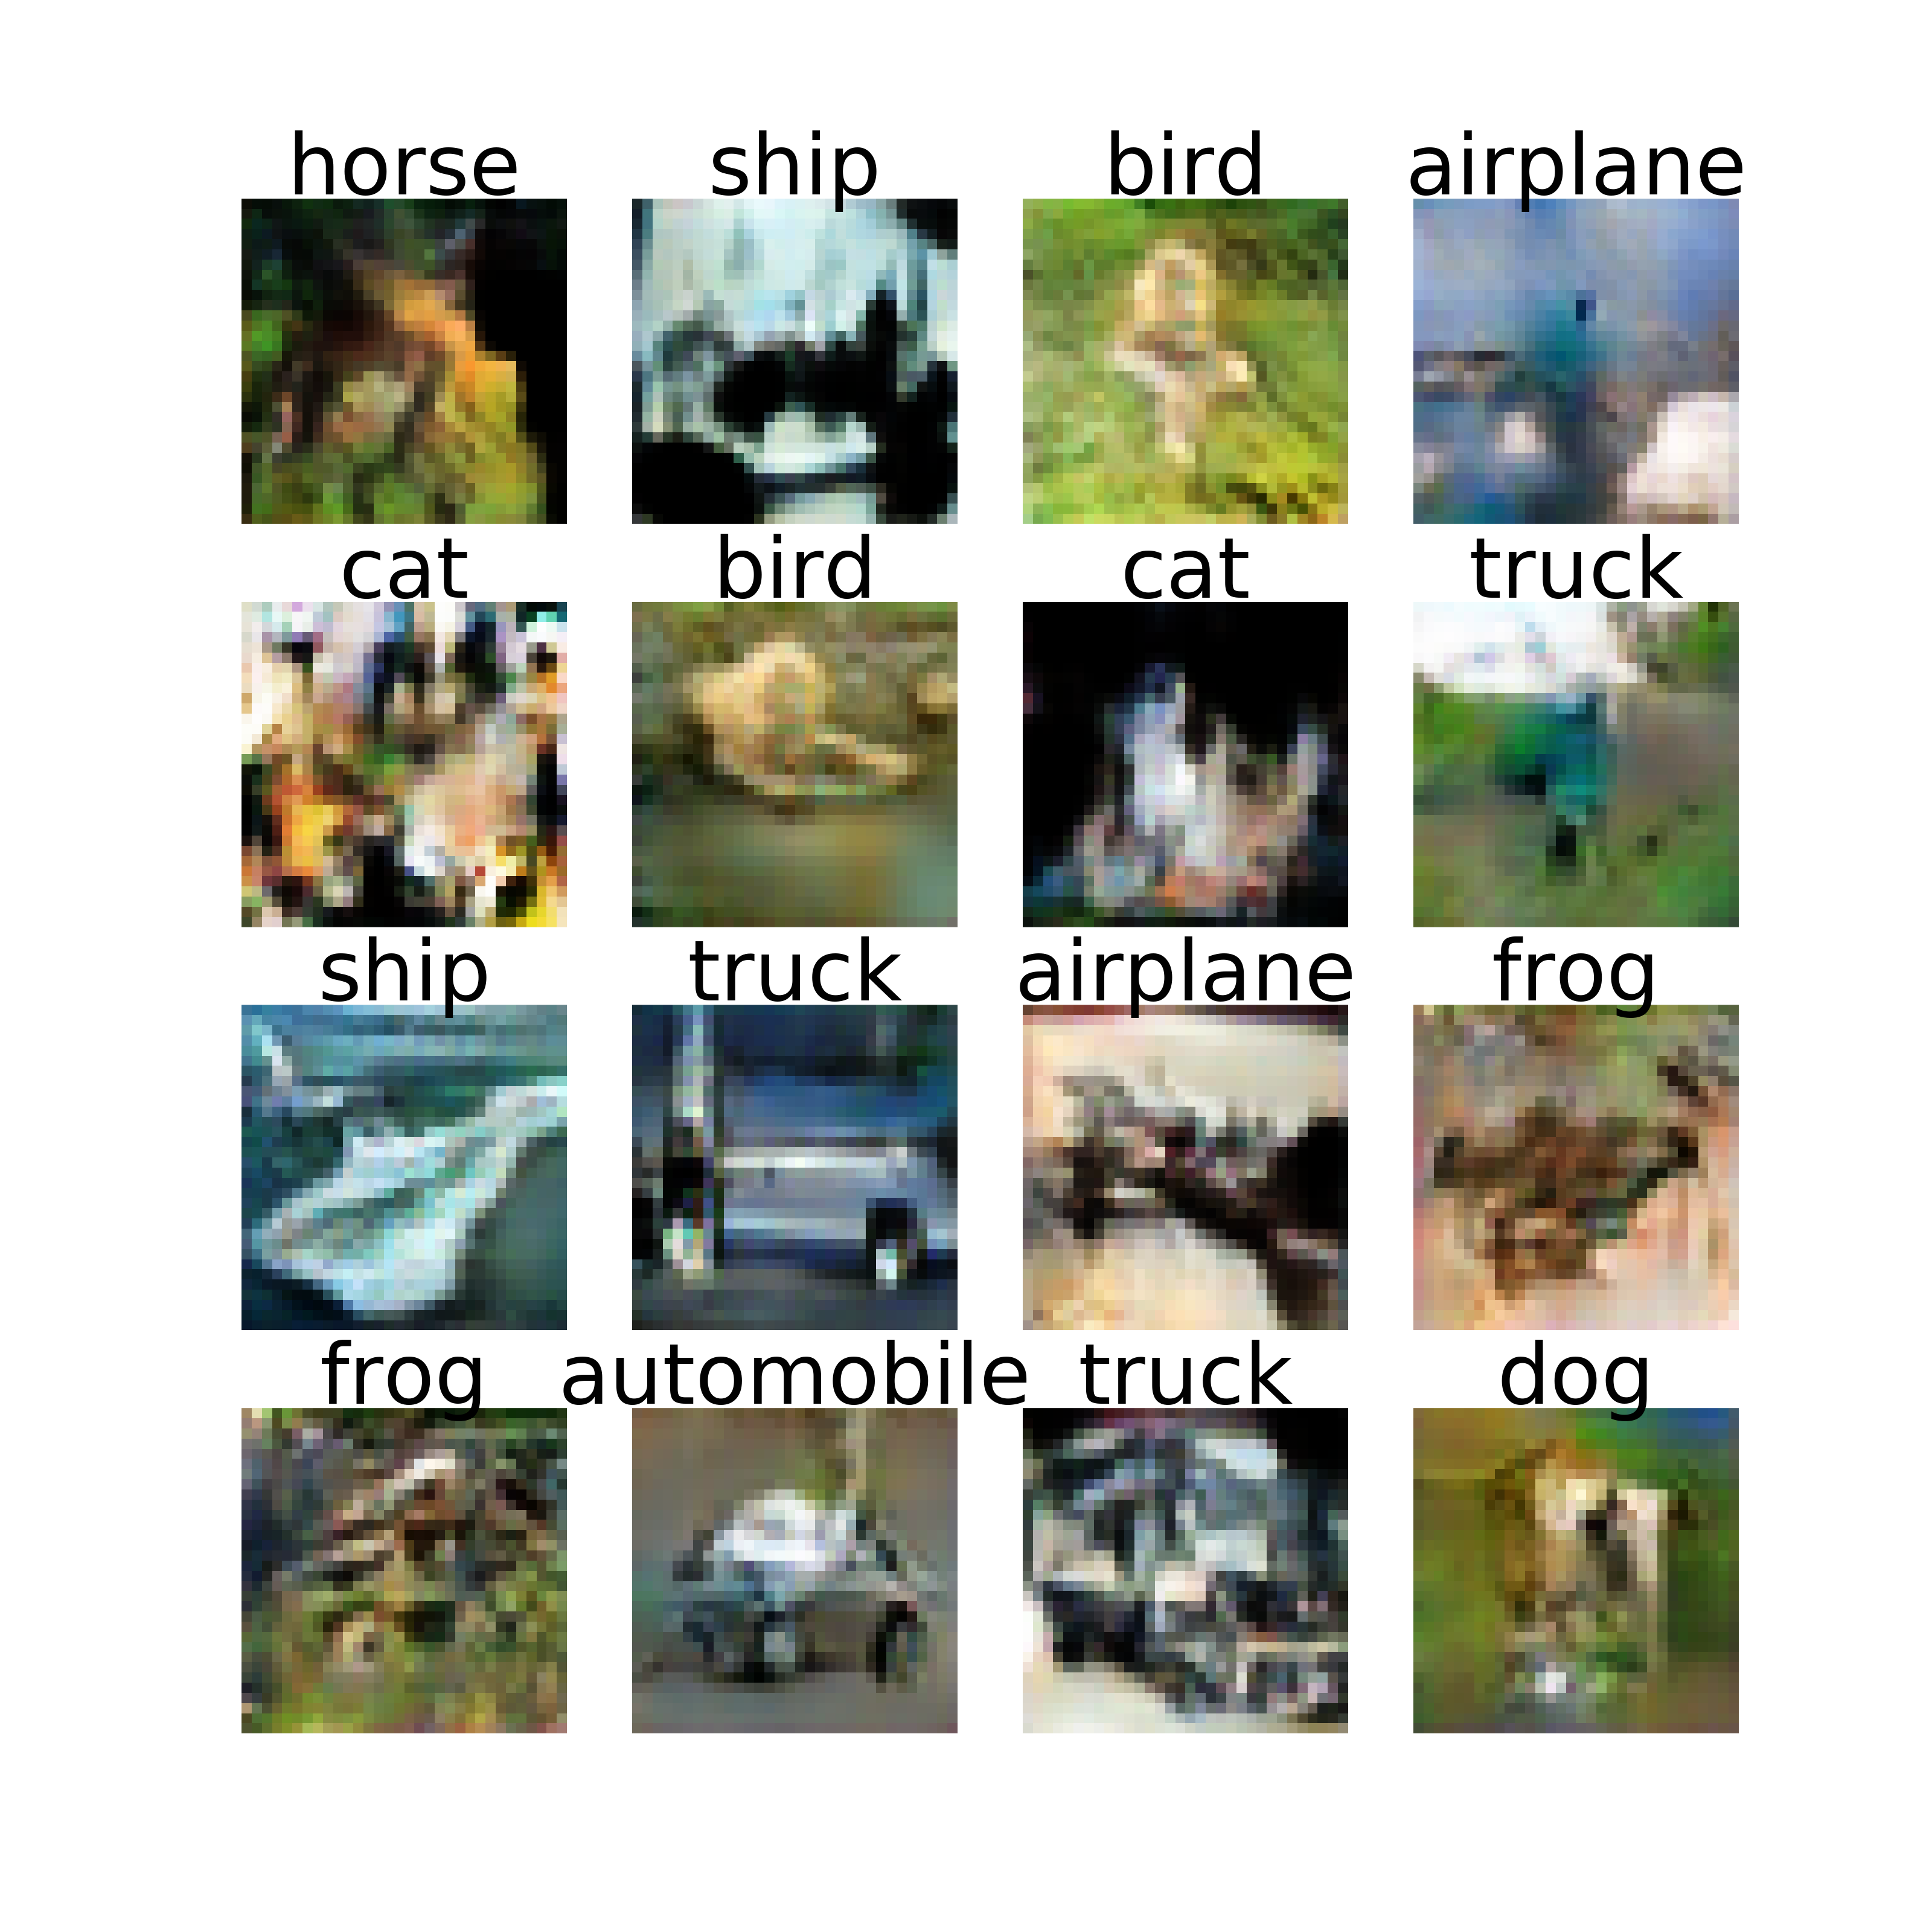 horse ship bird airplane
cat bird cat truck
ship truck airplane frog
frog automobile truck dog